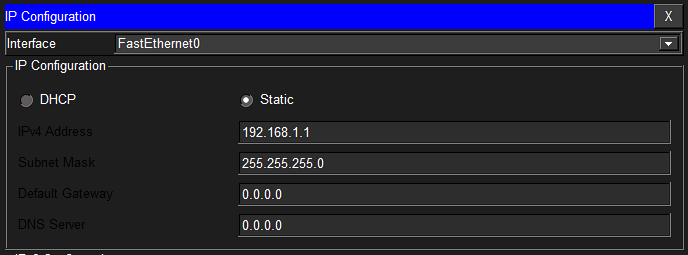 IP Configuration X
Interface FastEthernet0
IP Configuration
DHCP Static
IPv4 Address 192.168.1.1
Subnet Mask 255.255.255.0
Default Gateway 0.0.0.0
DNS Server 0.0.0.0